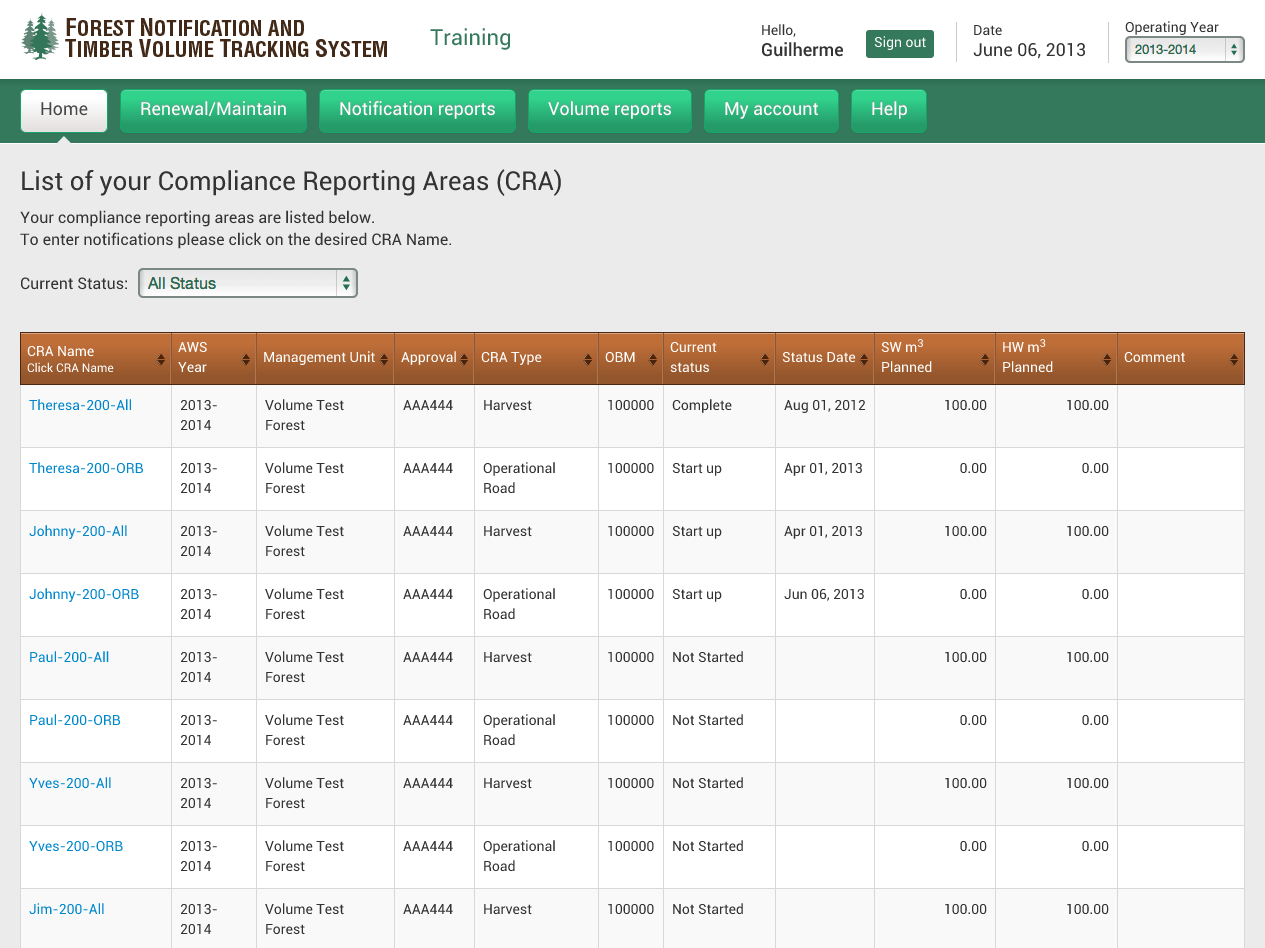 FOREST NOTIFICATION AND
TIMBER VOLUME TRACKING SYSTEM
Training
Hello,
Guilherme
Sign out
Date
June 06, 2013
Operating Year
2013-2014
Home Renewal/Maintain Notification reports Volume reports My account Help
List of your Compliance Reporting Areas (CRA)
Your compliance reporting areas are listed below.
To enter notifications please click on the desired CRA Name.
Current Status: All Status
CRA Name
Click CRA Name
AWS
Year
Management Unit
Approval
CRA Type
OBM
Current
status
Status Date
SW m³
Planned
HW m³
Planned
Comment
Theresa-200-All 2013- Volume Test AAA444 Harvest 100000 Complete Aug 01, 2012 100.00 100.00
2014 Forest
Theresa-200-ORB 2013- Volume Test AAA444 Operational 100000 Start up Apr 01, 2013 0.00 0.00
2014 Forest Road
Johnny-200-All 2013- Volume Test AAA444 Harvest 100000 Start up Apr 01, 2013 100.00 100.00
2014 Forest
Johnny-200-ORB 2013- Volume Test AAA444 Operational 100000 Start up Jun 06, 2013 0.00 0.00
2014 Forest Road
Paul-200-All 2013- Volume Test AAA444 Harvest 100000 Not Started 100.00 100.00
2014 Forest
Paul-200-ORB 2013- Volume Test AAA444 Operational 100000 Not Started 0.00 0.00
2014 Forest Road
Yves-200-All 2013- Volume Test AAA444 Harvest 100000 Not Started 100.00 100.00
2014 Forest
Yves-200-ORB 2013- Volume Test AAA444 Operational 100000 Not Started 0.00 0.00
2014 Forest Road
Jim-200-All 2013- Volume Test AAA444 Harvest 100000 Not Started 100.00 100.00
2014 Forest